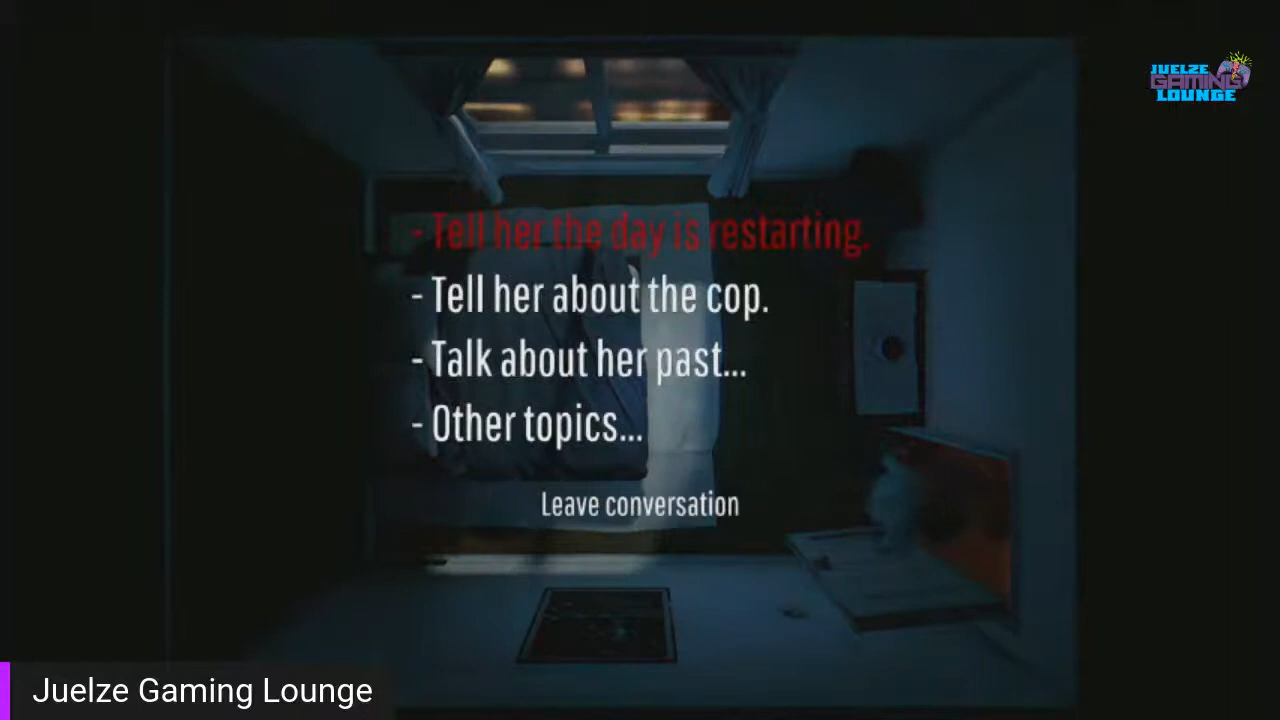 JUELZE
GAMING
LOUNGE
- Tell her the day is restarting.
- Tell her about the cop.
- Talk about her past...
- Other topics...
Leave conversation
Juelze Gaming Lounge